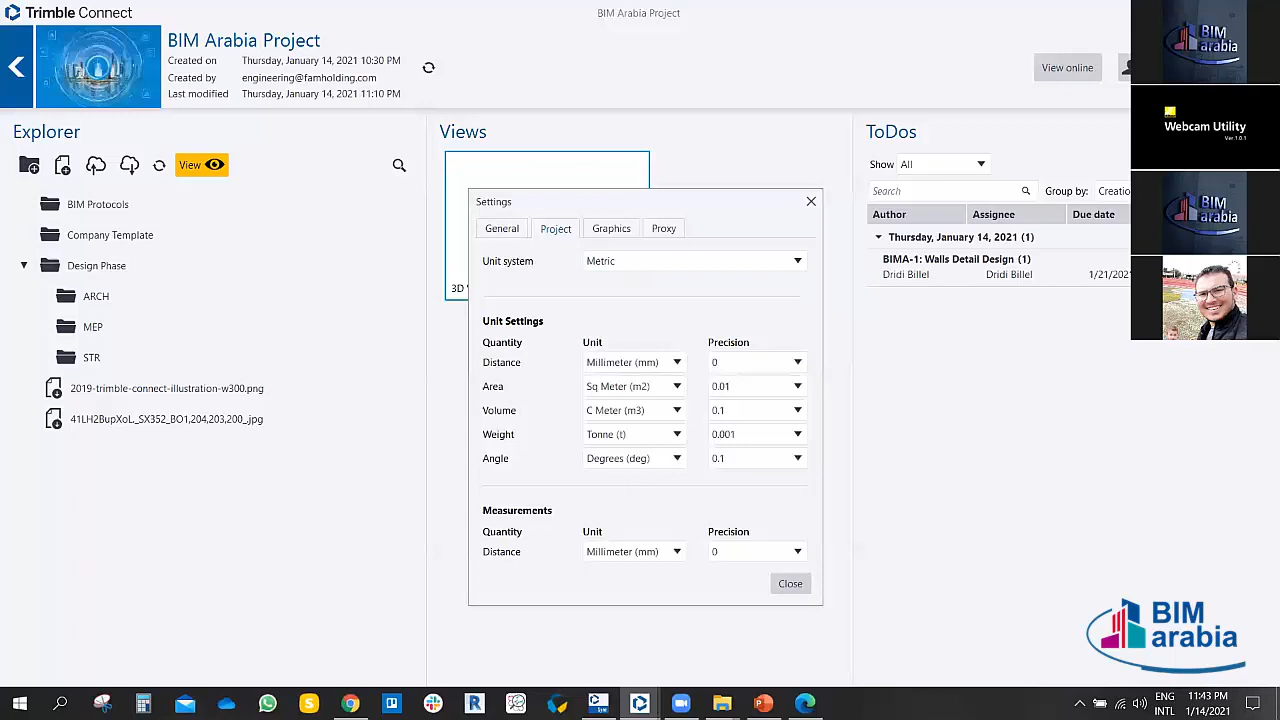 Trimble Connect
BIM Arabia Project
BIM Arabia Project
Created on Thursday, January 14, 2021 10:30 PM
Created by engineering@famholding.com
Last modified Thursday, January 14, 2021 11:10 PM
View online
BIM
arabia
Webcam Utility
Ver.1.0.1
BIM
arabia
Explorer
View
BIM Protocols
Company Template
Design Phase
ARCH
MEP
STR
2019-trimble-connect-illustration-w300.png
41LH2BupXoL._SX352_BO1,204,203,200_.jpg
Views
3D
Settings
General Project Graphics Proxy
Unit system Metric
Unit Settings
Quantity Unit Precision
Distance Millimeter (mm) 0
Area Sq Meter (m2) 0.01
Volume C Meter (m3) 0.1
Weight Tonne (t) 0.001
Angle Degrees (deg) 0.1
Measurements
Quantity Unit Precision
Distance Millimeter (mm) 0
Close
ToDos
Show All
Search Group by: Creatio
Author Assignee Due date
Thursday, January 14, 2021 (1)
BIMA-1: Walls Detail Design (1)
Dridi Billel Dridi Billel 1/21/202
BIM
arabia
ENG
INTL
11:43 PM
1/14/2021